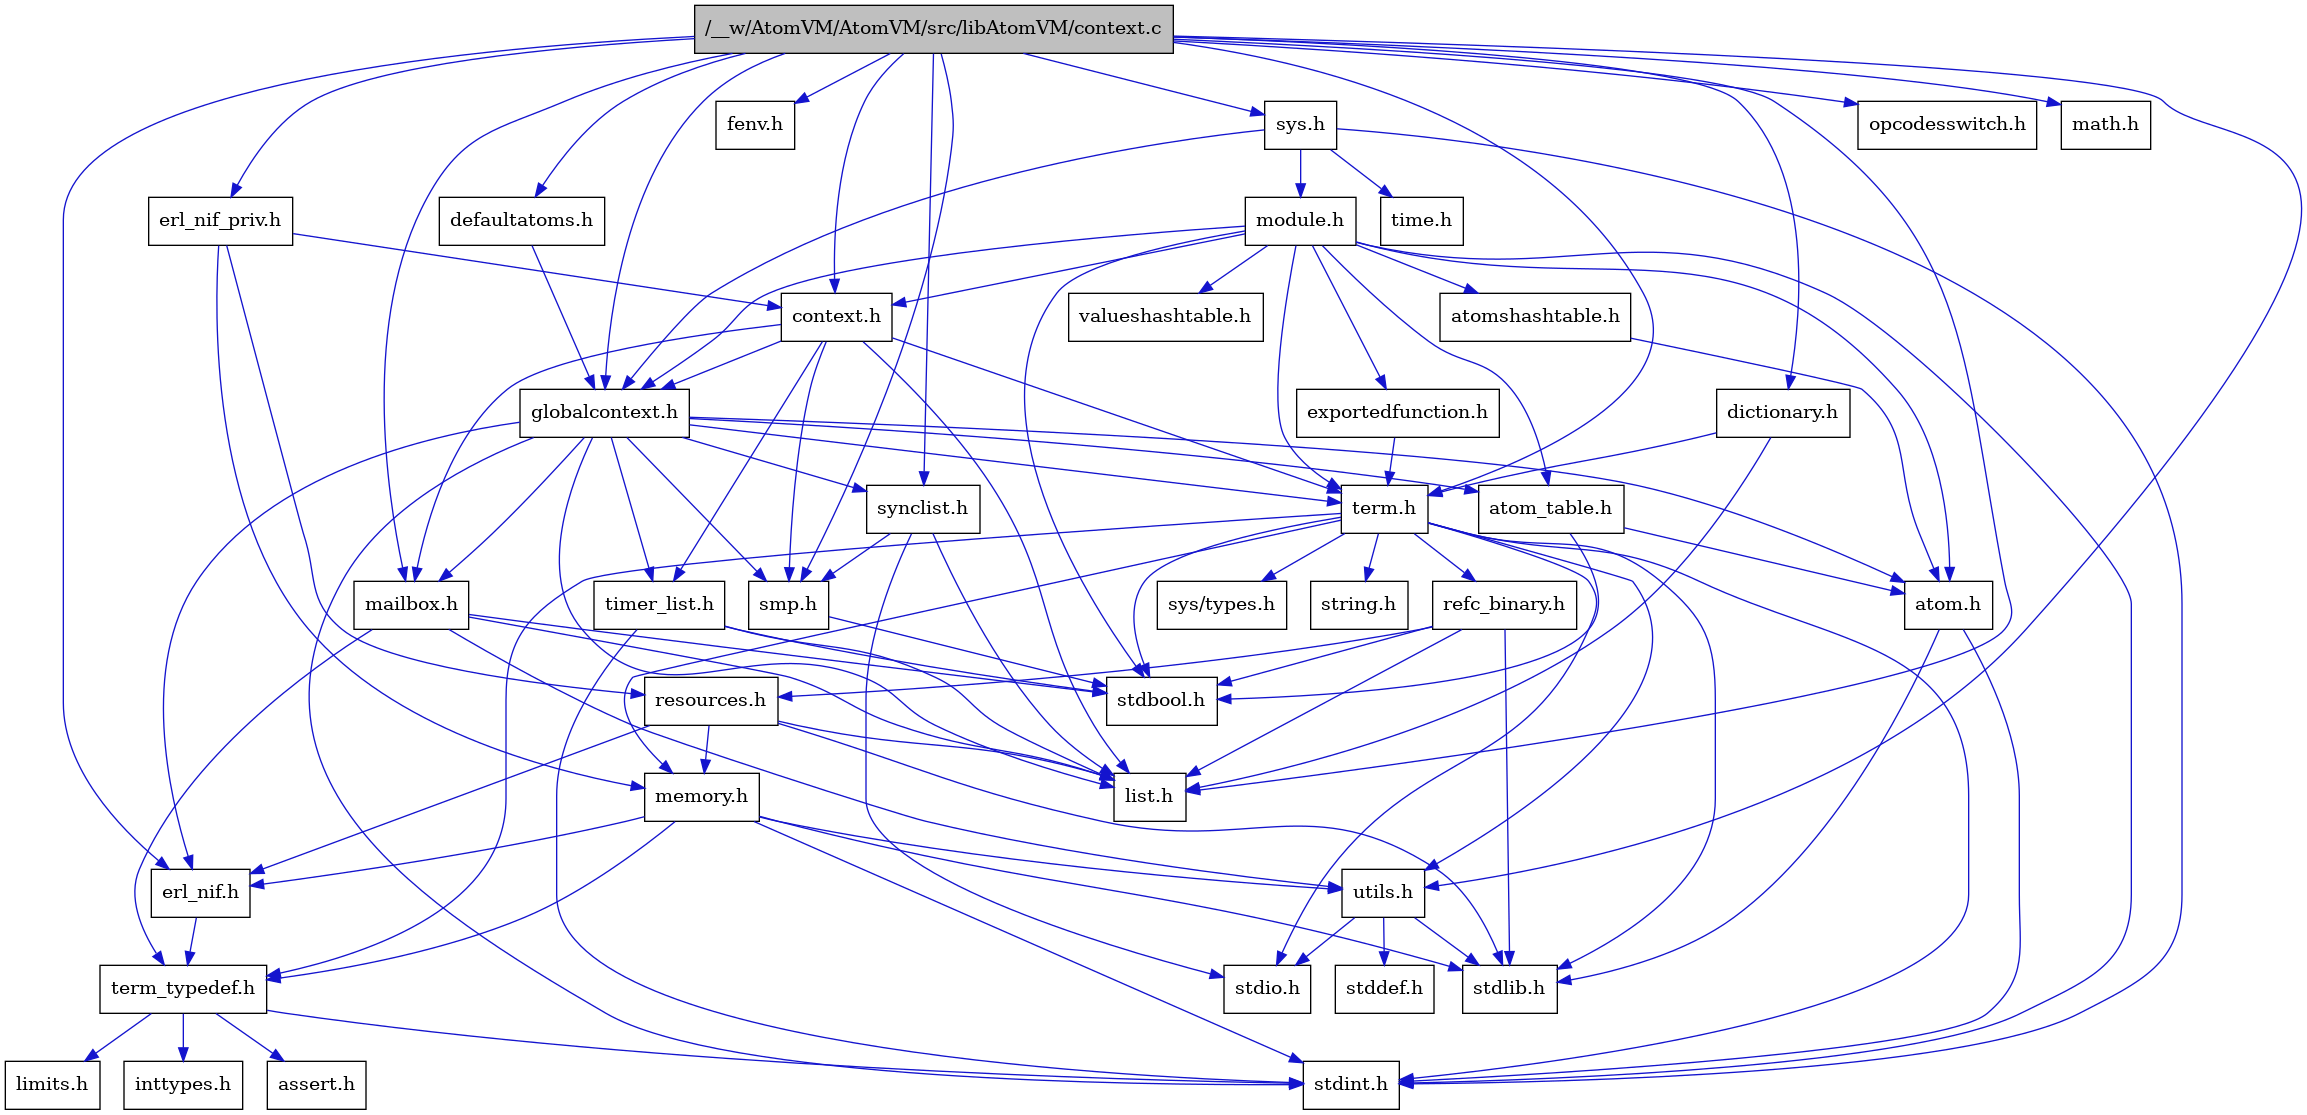 /__w/AtomVM/AtomVM/src/libAtomVM/context.c
fenv.h
sys.h
opcodesswitch.h
math.h
erl_nif_priv.h
defaultatoms.h
module.h
time.h
context.h
valueshashtable.h
atomshashtable.h
globalcontext.h
exportedfunction.h
dictionary.h
synclist.h
term.h
atom_table.h
mailbox.h
timer_list.h
smp.h
sys/types.h
string.h
refc_binary.h
atom.h
resources.h
stdbool.h
memory.h
list.h
erl_nif.h
utils.h
term_typedef.h
stdio.h
stddef.h
stdlib.h
limits.h
inttypes.h
assert.h
stdint.h